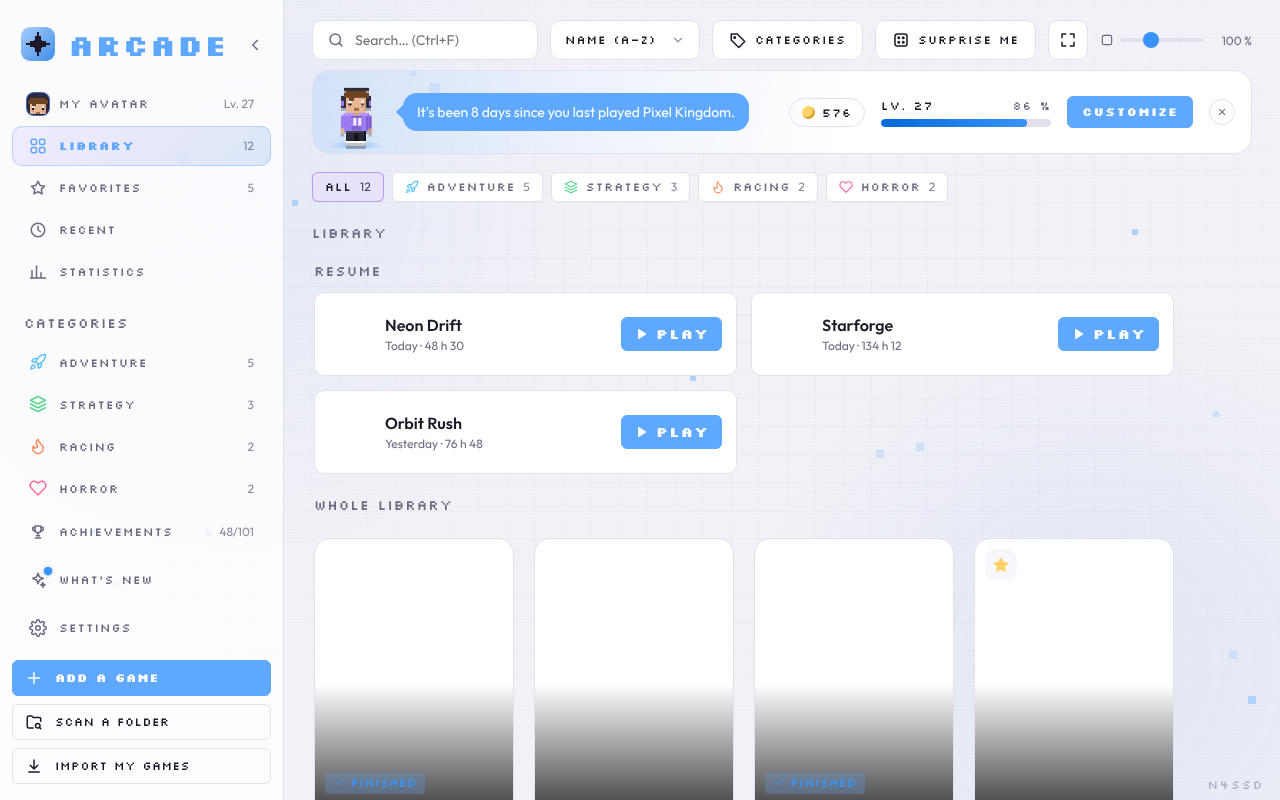 ARCADE
MY AVATAR Lv. 27
LIBRARY 12
FAVORITES 5
RECENT
STATISTICS
CATEGORIES
ADVENTURE 5
STRATEGY 3
RACING 2
HORROR 2
ACHIEVEMENTS 48/101
WHAT'S NEW
SETTINGS
ADD A GAME
SCAN A FOLDER
IMPORT MY GAMES
Search... (Ctrl+F)
NAME (A-Z)
CATEGORIES
SURPRISE ME
100 %
It's been 8 days since you last played Pixel Kingdom.
576
LV. 27 86 %
CUSTOMIZE
ALL 12
ADVENTURE 5
STRATEGY 3
RACING 2
HORROR 2
LIBRARY
RESUME
Neon Drift
Today · 48 h 30
PLAY
Starforge
Today · 134 h 12
PLAY
Orbit Rush
Yesterday · 76 h 48
PLAY
WHOLE LIBRARY
FINISHED
FINISHED
N4SSD